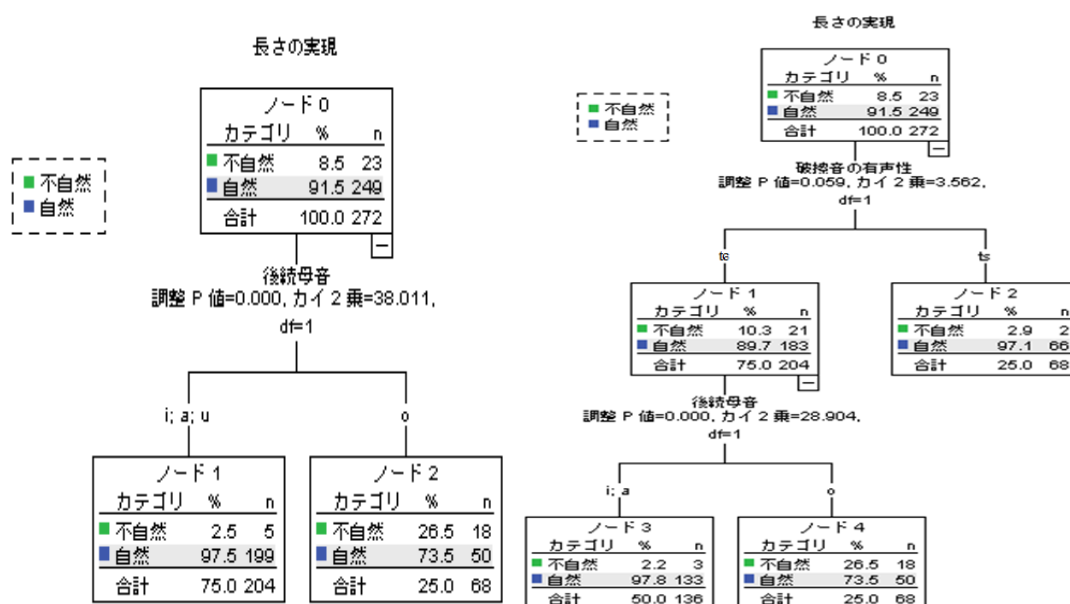 長さの実現
不自然
自然
ノード 0
カテゴリ % n
不自然 8.5 23
自然 91.5 249
合計 100.0 272
後続母音
調整 P 値=0.000, カイ 2 乗=38.011,
df=1
i; a; u
o
ノード 1
カテゴリ % n
不自然 2.5 5
自然 97.5 199
合計 75.0 204
ノード 2
カテゴリ % n
不自然 26.5 18
自然 73.5 50
合計 25.0 68
長さの実現
不自然
自然
ノード 0
カテゴリ % n
不自然 8.5 23
自然 91.5 249
合計 100.0 272
破擦音の有声性
調整 P 値=0.059, カイ 2 乗=3.562,
df=1
tɕ
ts
ノード 1
カテゴリ % n
不自然 10.3 21
自然 89.7 183
合計 75.0 204
ノード 2
カテゴリ % n
不自然 2.9 2
自然 97.1 66
合計 25.0 68
後続母音
調整 P 値=0.000, カイ 2 乗=28.904,
df=1
i; a
o
ノード 3
カテゴリ % n
不自然 2.2 3
自然 97.8 133
合計 50.0 136
ノード 4
カテゴリ % n
不自然 26.5 18
自然 73.5 50
合計 25.0 68